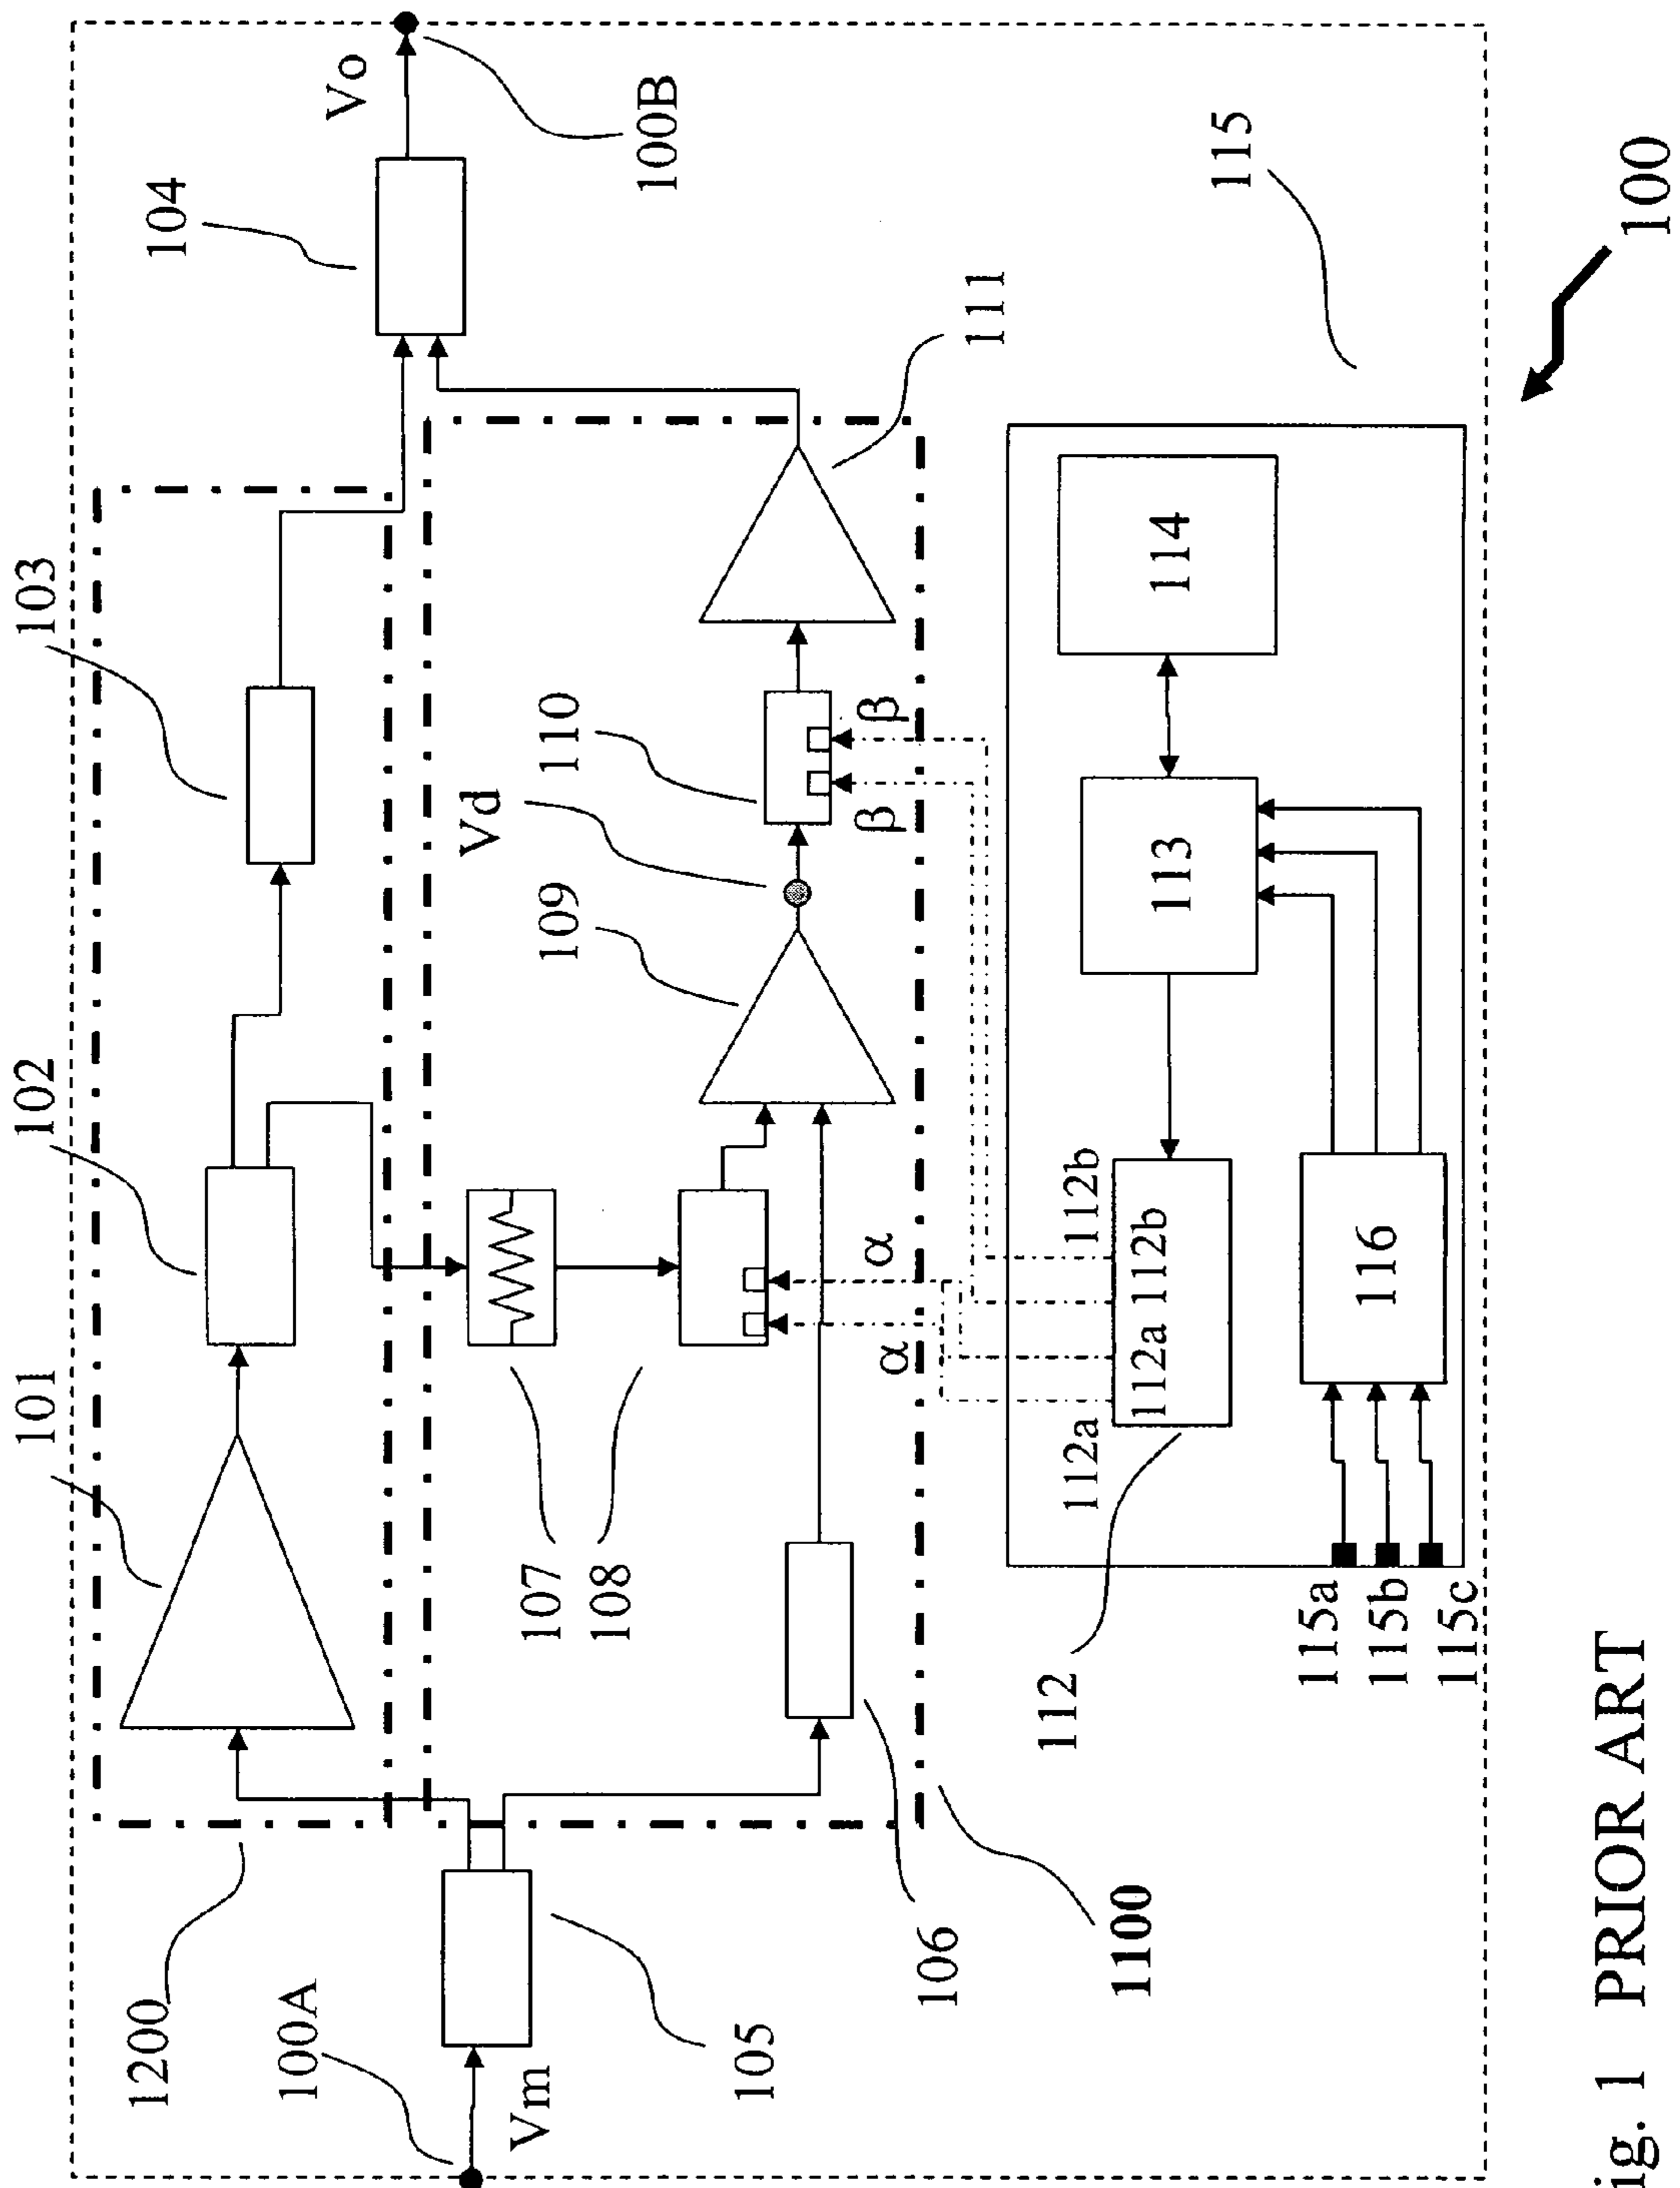 1200
101
102
103
104
Vo
100A
Vm
105
107
108
109
Vd
110
111
100B
α
α
β
β
106
1100
112
112a
112b
112a
112b
113
114
115
116
115a
115b
115c
100
ig. 1 PRIOR ART